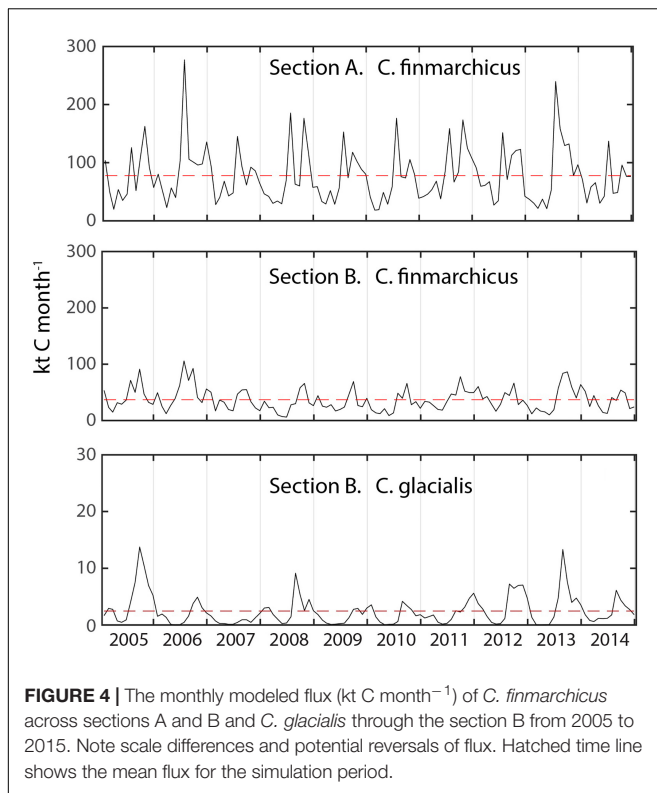 300
Section A. C. finmarchicus
200
100
0
300
Section B. C. finmarchicus
200
100
0
kt C month-1
30
Section B. C. glacialis
20
10
0
2005 2006 2007 2008 2009 2010 2011 2012 2013 2014
FIGURE 4 | The monthly modeled flux (kt C month−1) of C. finmarchicus
across sections A and B and C. glacialis through the section B from 2005 to
2015. Note scale differences and potential reversals of flux. Hatched time line
shows the mean flux for the simulation period.